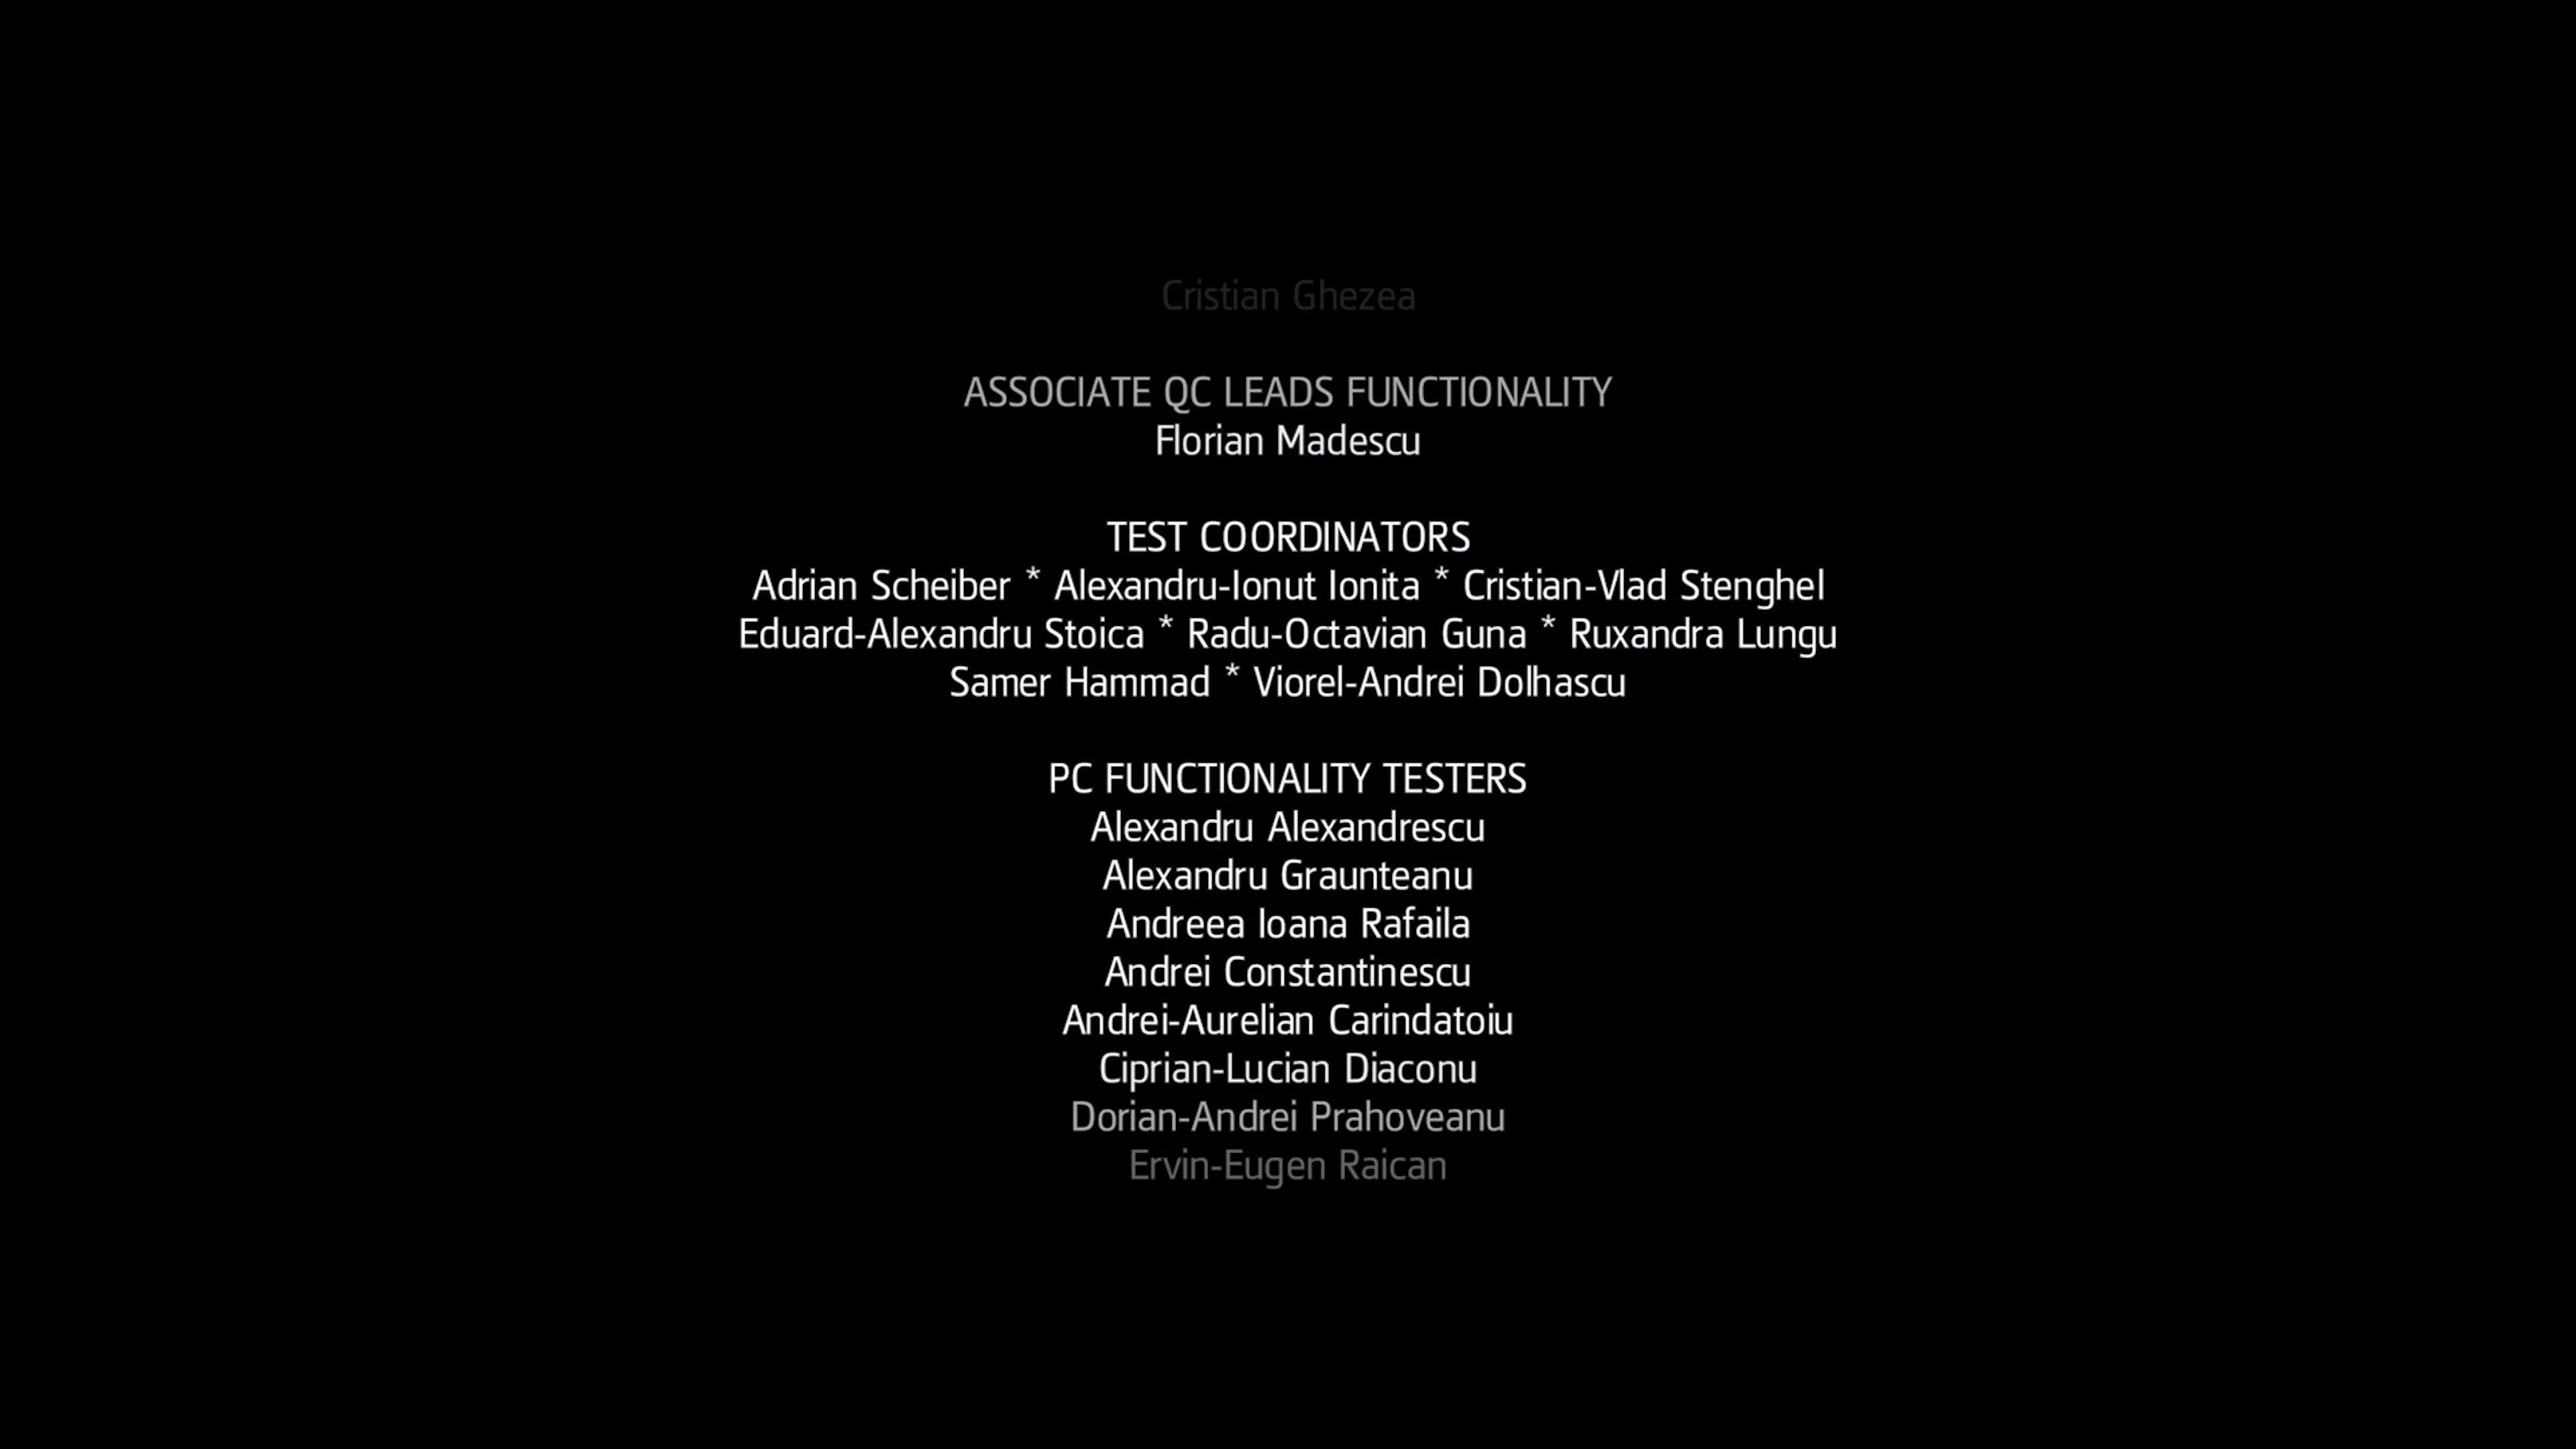 Cristian Ghezea
ASSOCIATE QC LEADS FUNCTIONALITY
Florian Madescu
TEST COORDINATORS
Adrian Scheiber * Alexandru-Ionut Ionita * Cristian-Vlad Stenghel
Eduard-Alexandru Stoica * Radu-Octavian Guna * Ruxandra Lungu
Samer Hammad * Viorel-Andrei Dolhascu
PC FUNCTIONALITY TESTERS
Alexandru Alexandrescu
Alexandru Graunteanu
Andreea Ioana Rafaila
Andrei Constantinescu
Andrei-Aurelian Carindatoiu
Ciprian-Lucian Diaconu
Dorian-Andrei Prahoveanu
Ervin-Eugen Raican